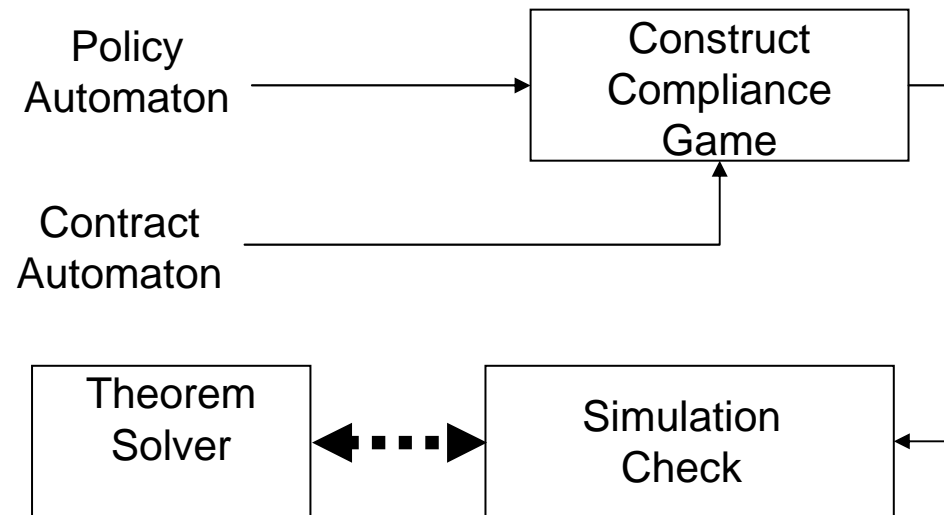 Policy
Automaton
Construct
Compliance
Game
Contract
Automaton
Theorem
Solver
Simulation
Check